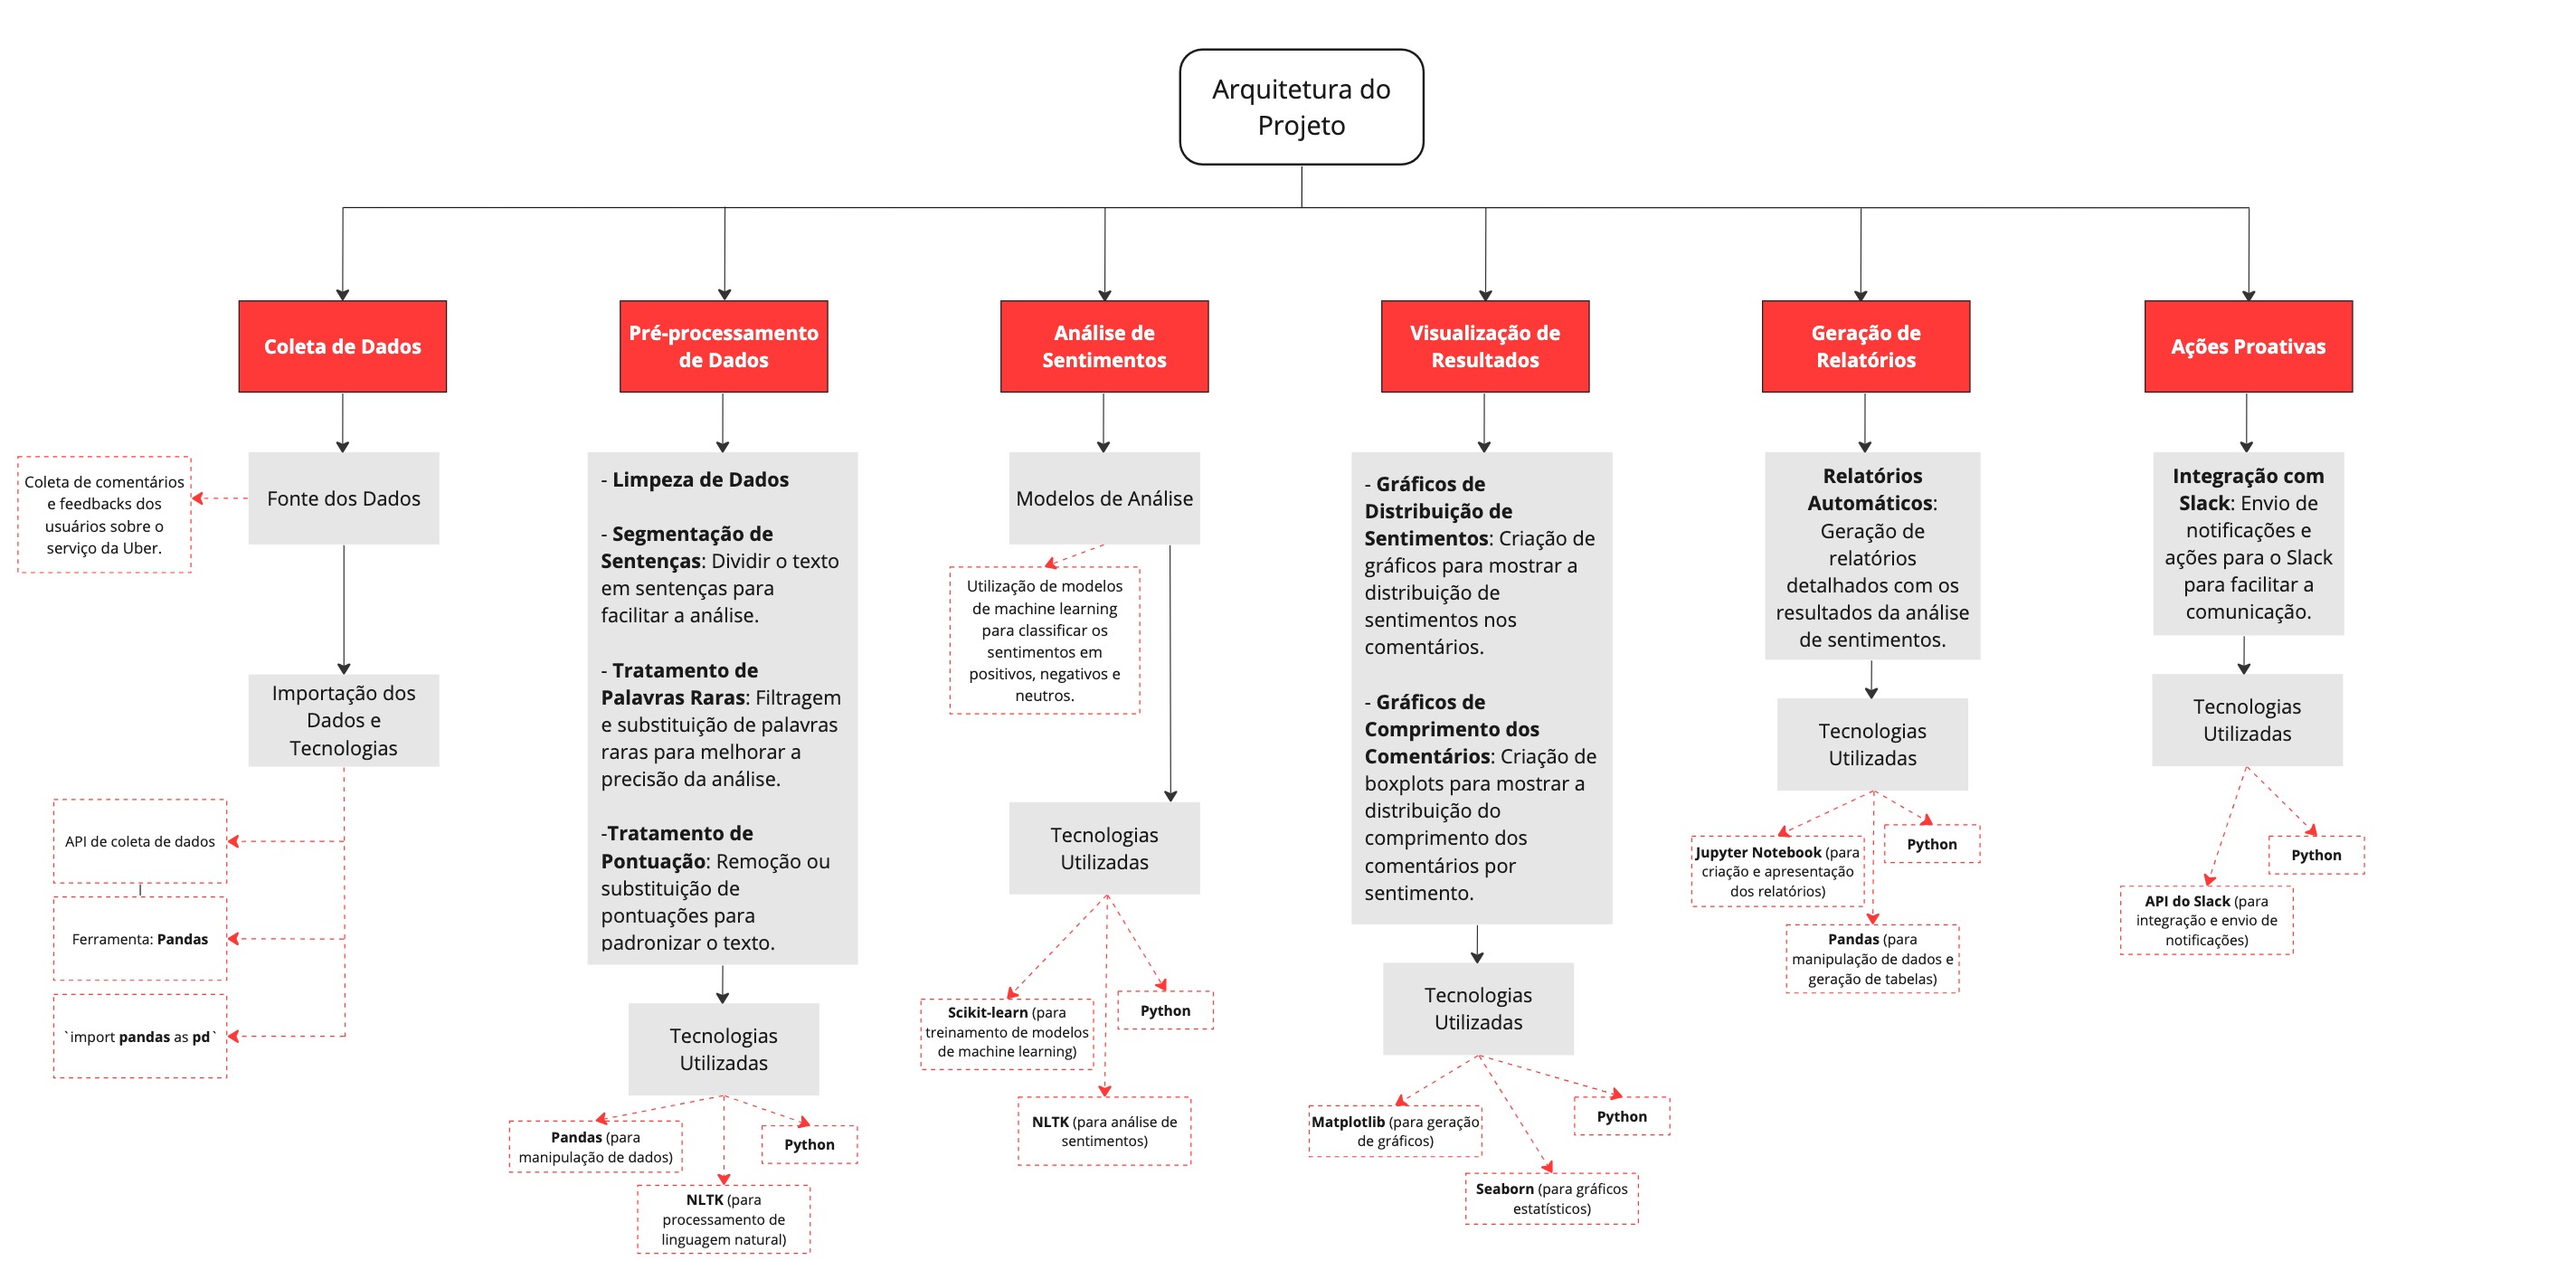 Arquitetura do
Projeto
Coleta de Dados
Fonte dos Dados
Coleta de comentários
e feedbacks dos
usuários sobre o
serviço da Uber.
Importação dos
Dados e
Tecnologias
API de coleta de dados
Ferramenta: Pandas
`import pandas as pd`
Pré-processamento
de Dados
- Limpeza de Dados
- Segmentação de
Sentenças: Dividir o texto
em sentenças para
facilitar a análise.
- Tratamento de
Palavras Raras: Filtragem
e substituição de palavras
raras para melhorar a
precisão da análise.
-Tratamento de
Pontuação: Remoção ou
substituição de
pontuações para
padronizar o texto.
Tecnologias
Utilizadas
Pandas (para
manipulação de dados)
Python
NLTK (para
processamento de
linguagem natural)
Análise de
Sentimentos
Modelos de Análise
Utilização de modelos
de machine learning
para classificar os
sentimentos em
positivos, negativos e
neutros.
Tecnologias
Utilizadas
Scikit-learn (para
treinamento de modelos
de machine learning)
Python
NLTK (para análise de
sentimentos)
Visualização de
Resultados
- Gráficos de
Distribuição de
Sentimentos: Criação de
gráficos para mostrar a
distribuição de
sentimentos nos
comentários.
- Gráficos de
Comprimento dos
Comentários: Criação de
boxplots para mostrar a
distribuição do
comprimento dos
comentários por
sentimento.
Tecnologias
Utilizadas
Matplotlib (para geração
de gráficos)
Python
Seaborn (para gráficos
estatísticos)
Geração de
Relatórios
Relatórios
Automáticos:
Geração de
relatórios
detalhados com os
resultados da análise
de sentimentos.
Tecnologias
Utilizadas
Jupyter Notebook (para
criação e apresentação
dos relatórios)
Python
Pandas (para
manipulação de dados e
geração de tabelas)
Ações Proativas
Integração com
Slack: Envio de
notificações e
ações para o Slack
para facilitar a
comunicação.
Tecnologias
Utilizadas
Python
API do Slack (para
integração e envio de
notificações)